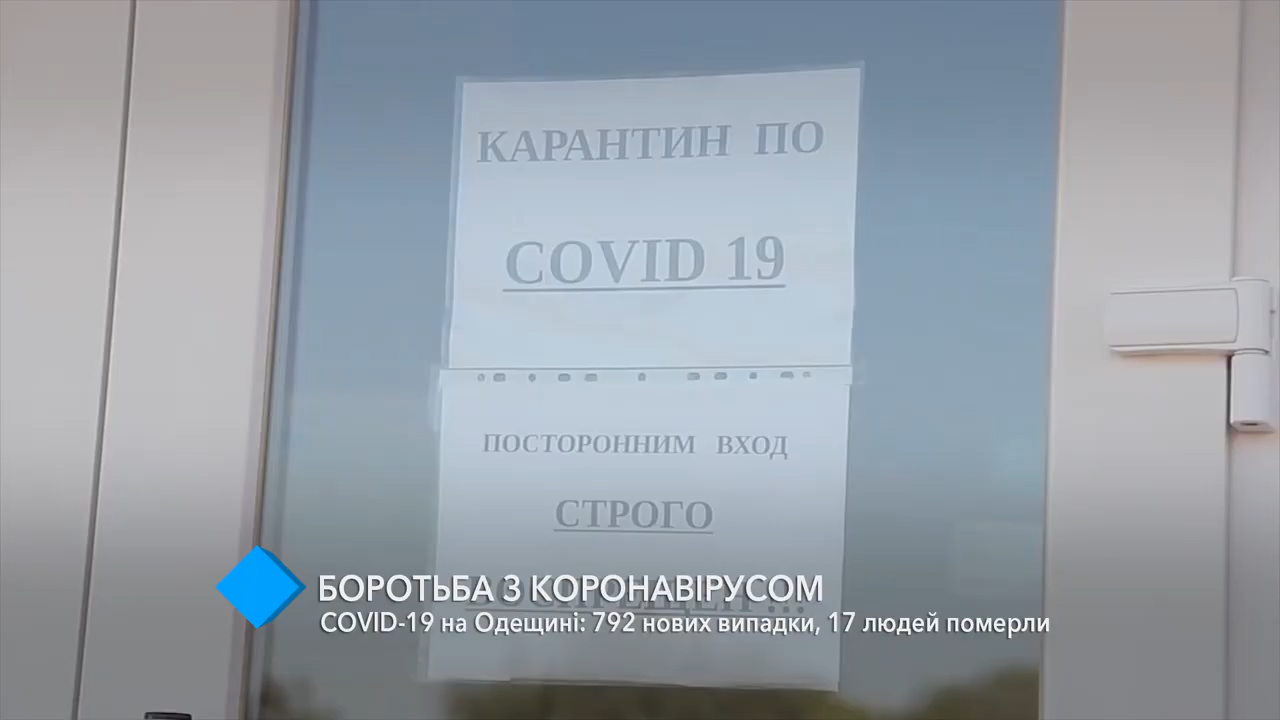 КАРАНТИН ПО
COVID 19
ПОСТОРОННИМ ВХОД
СТРОГО
БОРОТЬБА З КОРОНАВІРУСОМ
COVID-19 на Одещині: 792 нових випадки, 17 людей померли